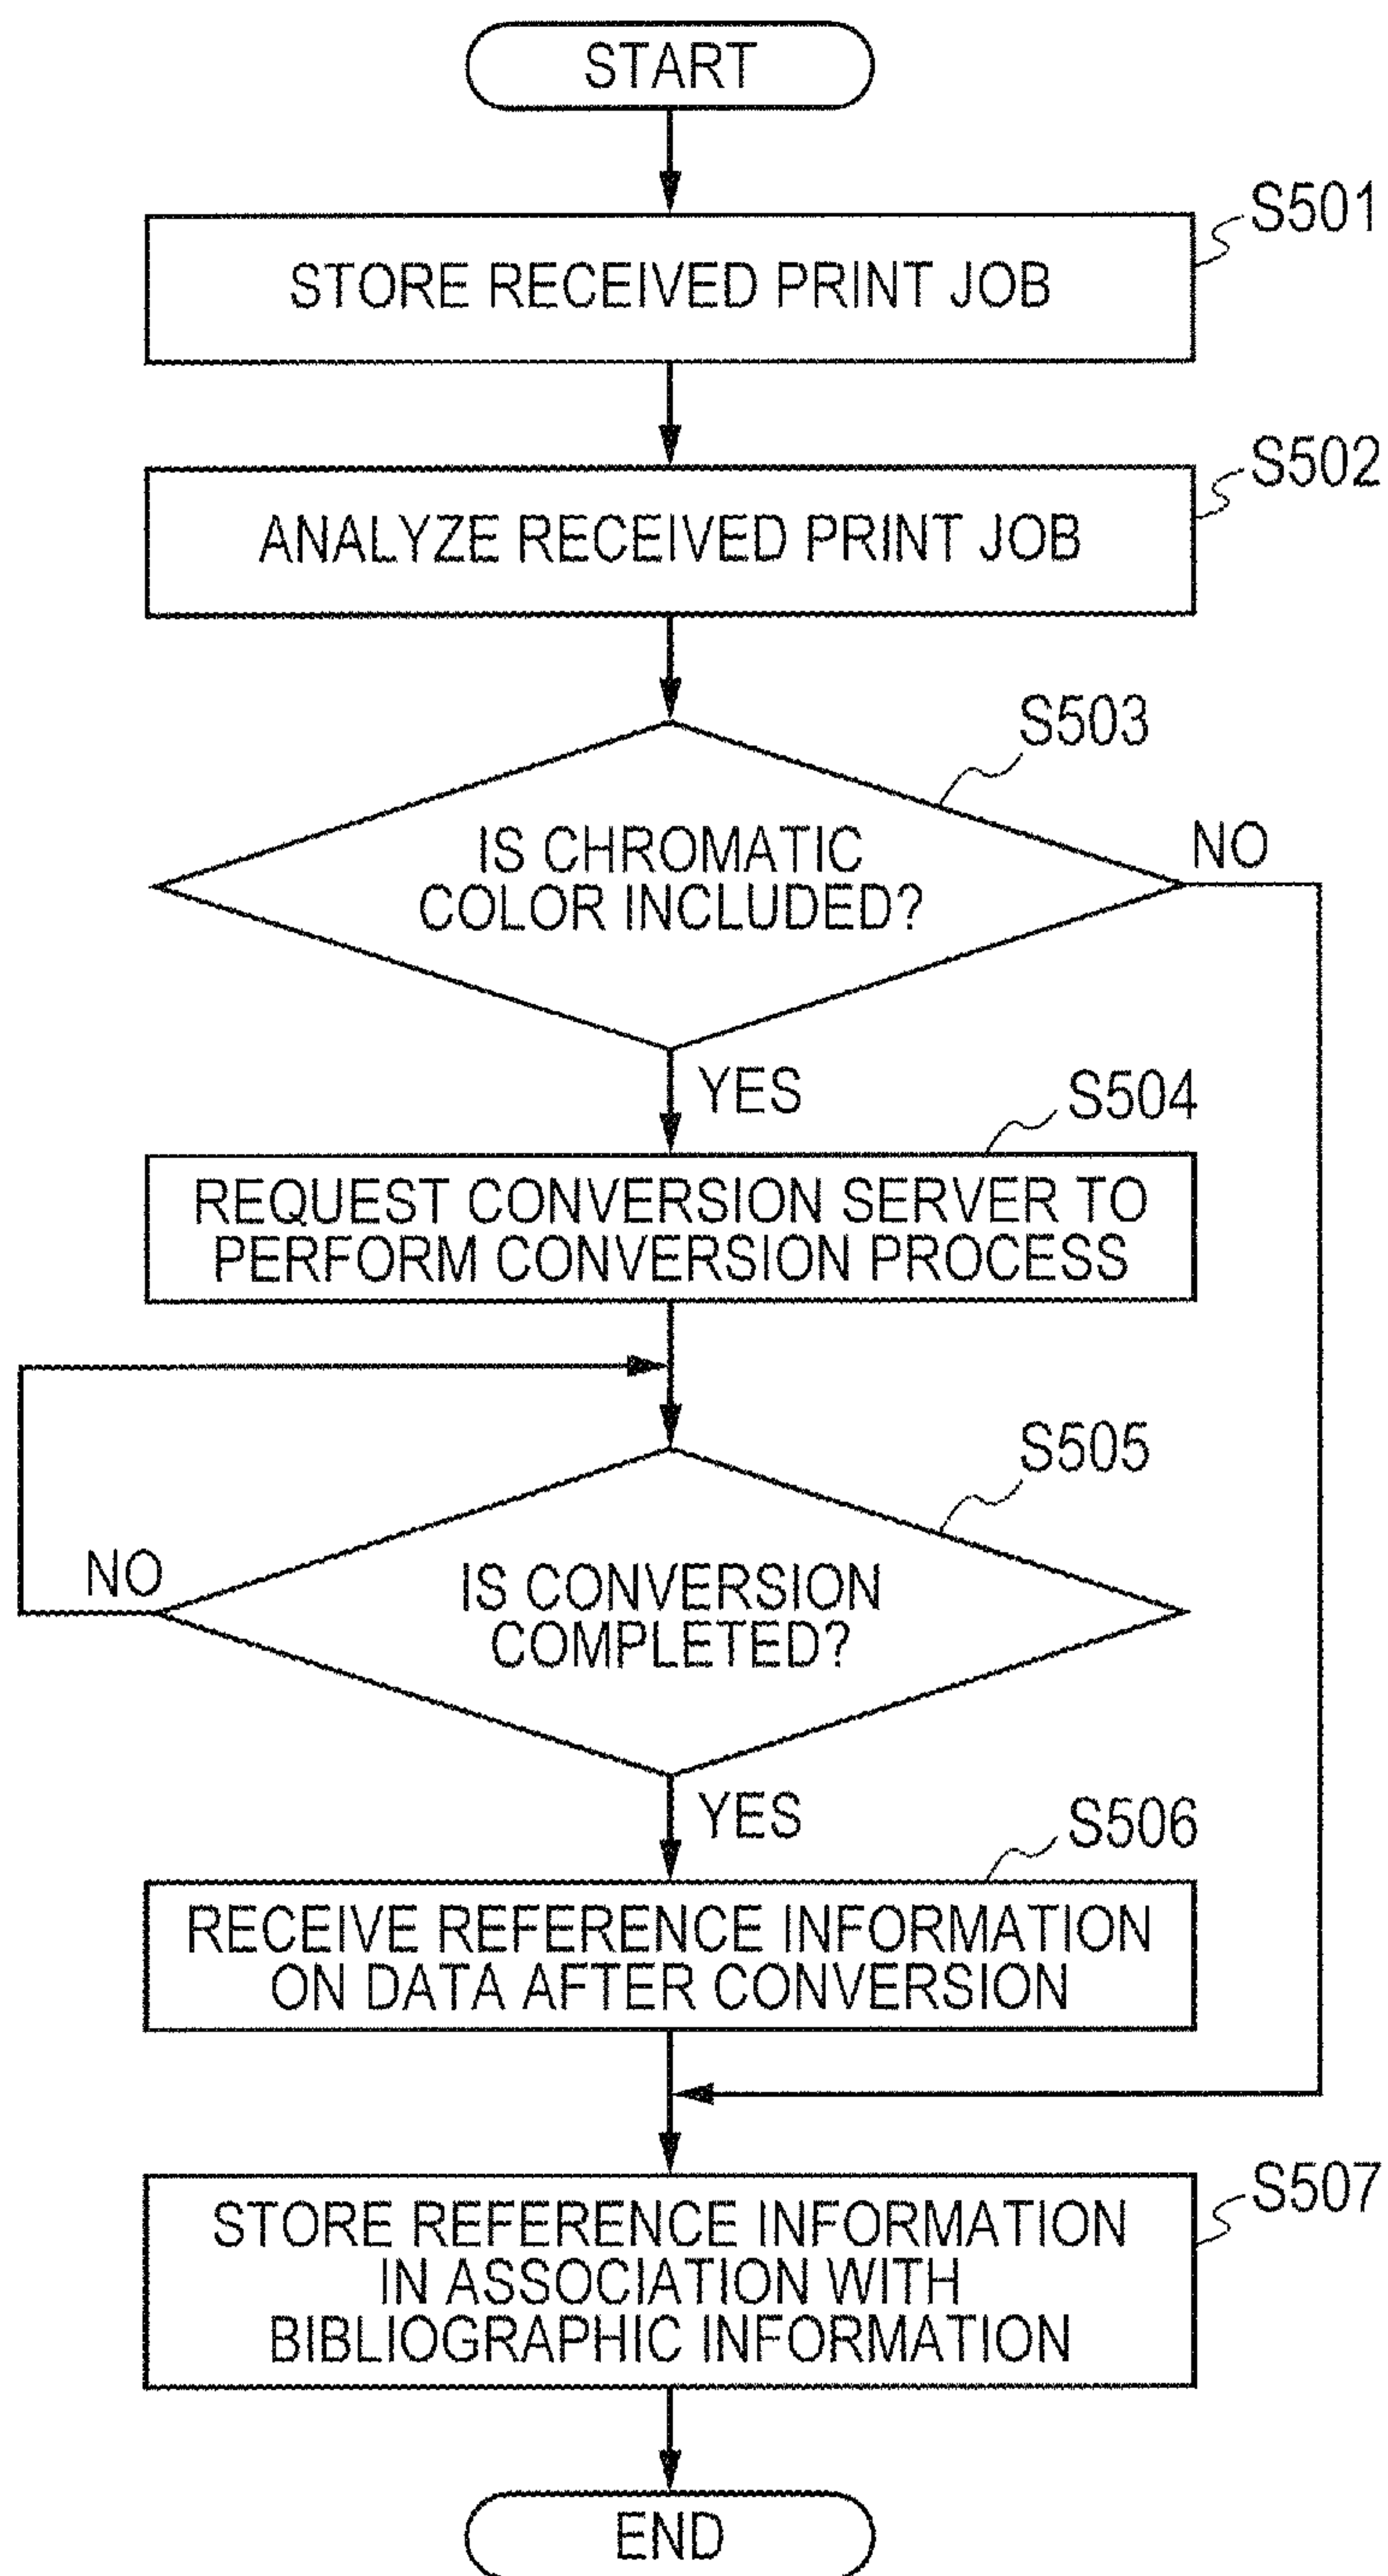 START
S501
STORE RECEIVED PRINT JOB
S502
ANALYZE RECEIVED PRINT JOB
S503
IS CHROMATIC
COLOR INCLUDED?
NO
YES
S504
REQUEST CONVERSION SERVER TO
PERFORM CONVERSION PROCESS
S505
IS CONVERSION
COMPLETED?
NO
YES
S506
RECEIVE REFERENCE INFORMATION
ON DATA AFTER CONVERSION
S507
STORE REFERENCE INFORMATION
IN ASSOCIATION WITH
BIBLIOGRAPHIC INFORMATION
END